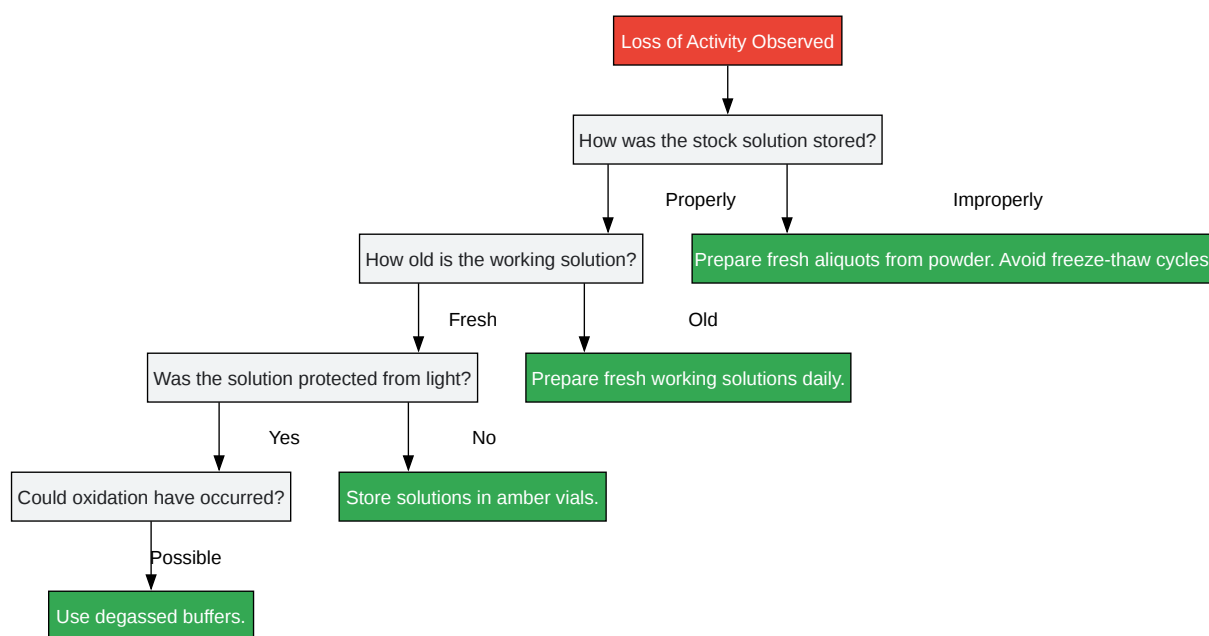 Loss of Activity Observed
How was the stock solution stored?
Properly
Improperly
How old is the working solution?
Prepare fresh aliquots from powder. Avoid freeze-thaw cycles
Fresh
Old
Was the solution protected from light?
Prepare fresh working solutions daily.
Yes
No
Could oxidation have occurred?
Store solutions in amber vials.
Possible
Use degassed buffers.